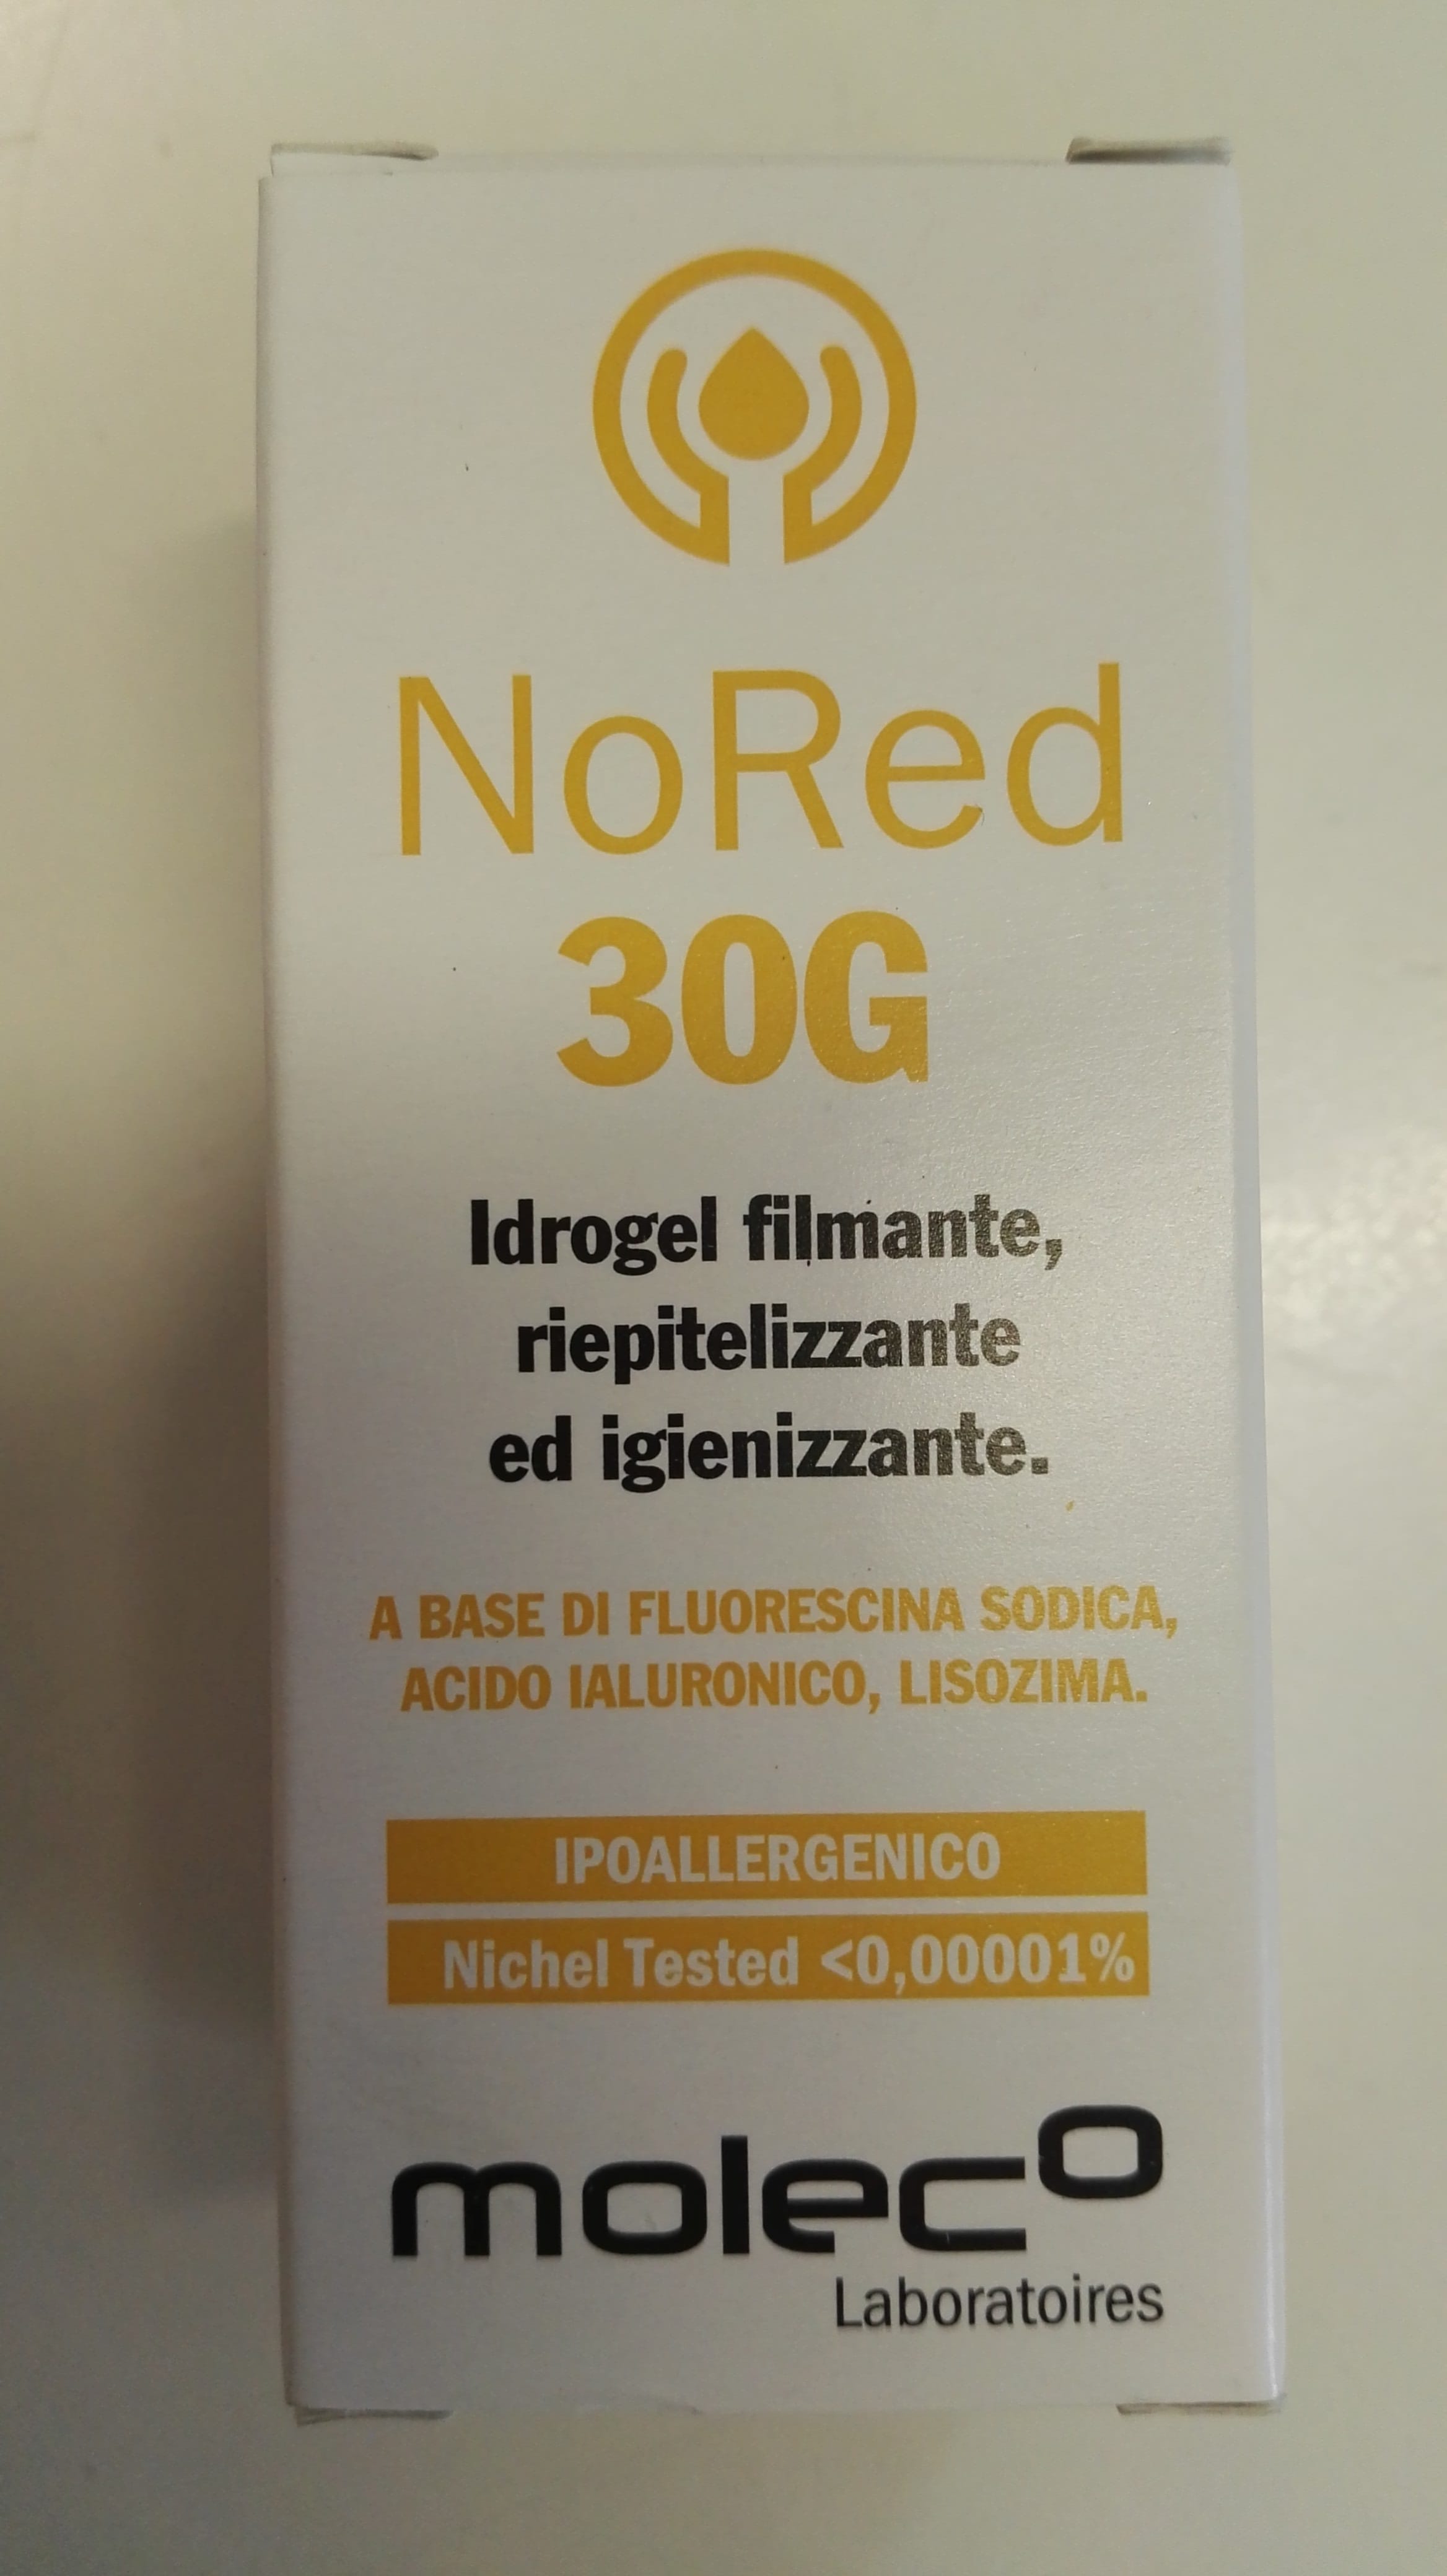 NoRed
30G
Idrogel filmante,
riepitelizzante
ed igienizzante.
A BASE DI FLUORESCINA SODICA,
ACIDO IALURONICO, LISOZIMA.
IPOALLERGENICO
Nichel Tested <0,00001%
moleco
Laboratoires